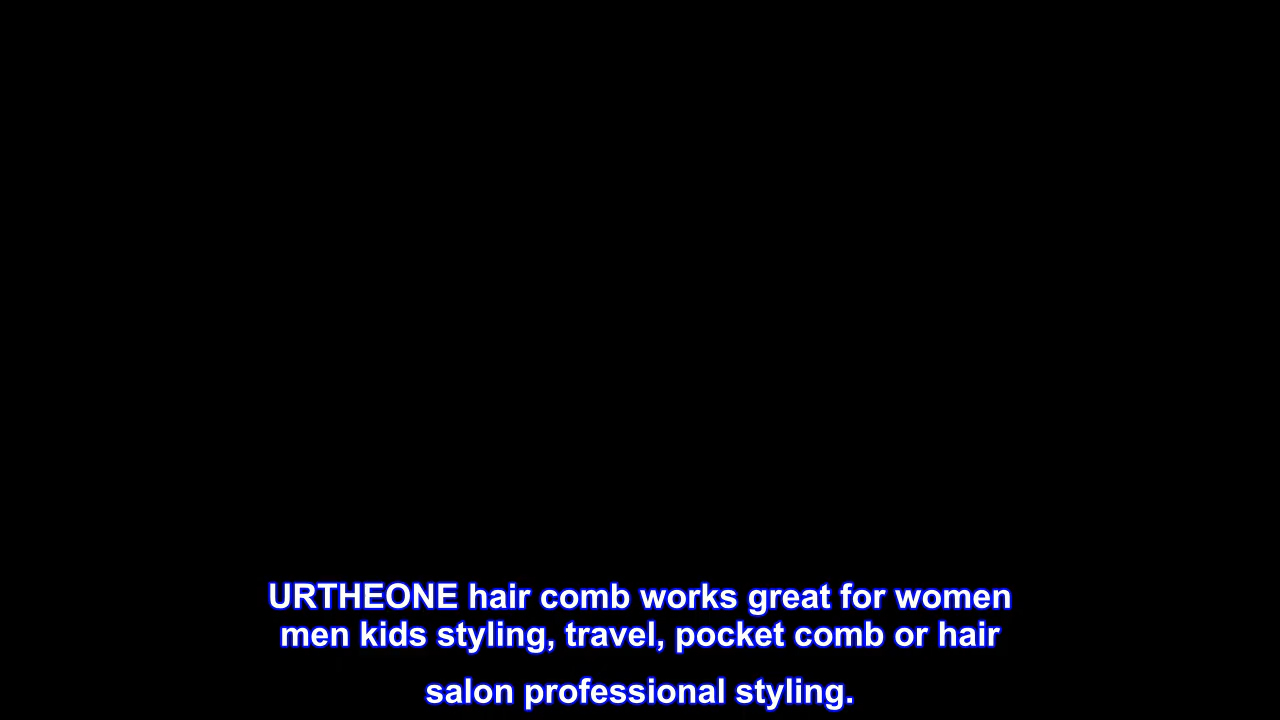 URTHEONE hair comb works great for women
men kids styling, travel, pocket comb or hair
salon professional styling.